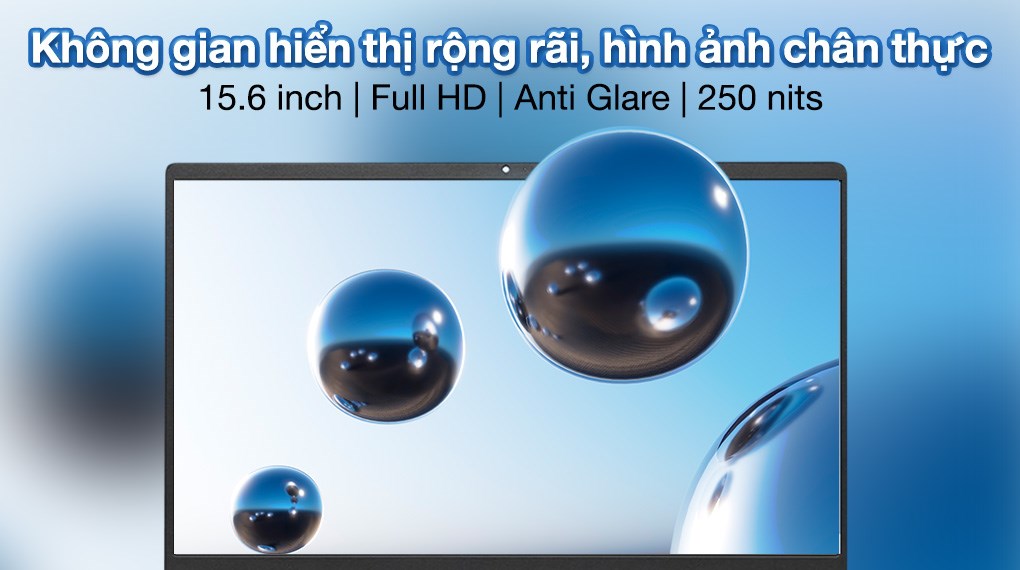 Không gian hiển thị rộng rãi, hình ảnh chân thực
15.6 inch | Full HD | Anti Glare | 250 nits